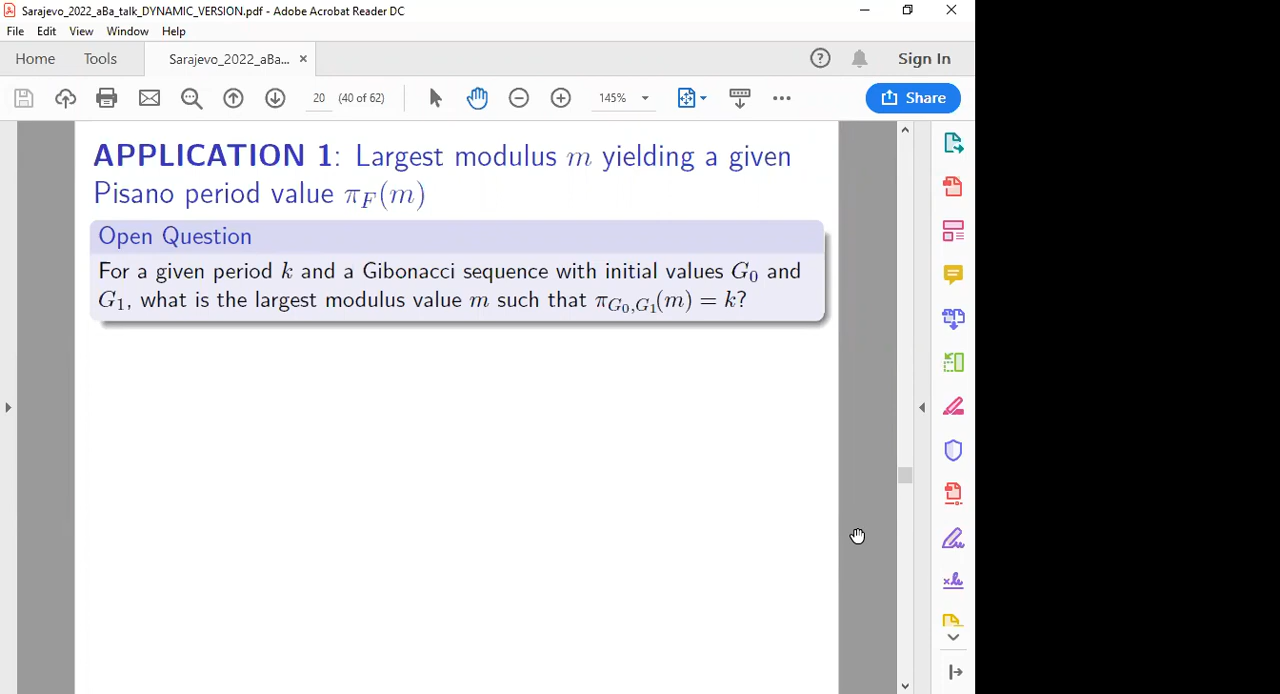 Sarajevo_2022_aBa_talk_DYNAMIC_VERSION.pdf - Adobe Acrobat Reader DC
File Edit View Window Help
Home Tools Sarajevo_2022_aBa... × Sign In
20 (40 of 62) 145% Share
APPLICATION 1: Largest modulus m yielding a given
Pisano period value π_F(m)
Open Question
For a given period k and a Gibonacci sequence with initial values G_0 and
G_1, what is the largest modulus value m such that π_{G_0,G_1}(m) = k?